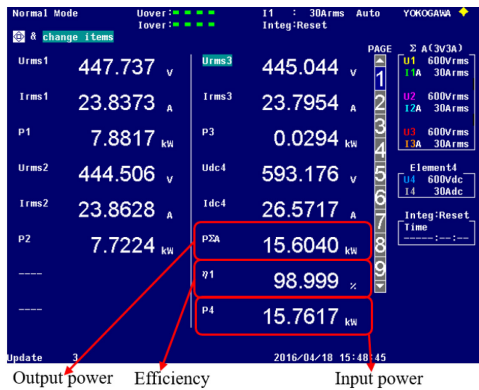 Normal Mode Uover: I1 : 30Arms Auto YOKOGAWA
Iover: Integ:Reset
& change items
PAGE Σ A(3V3A)
Urms1 447.737 V Urms3 445.044 V 1 U1 600Vrms
I1A 30Arms
Irms1 23.8373 A Irms3 23.7954 A 2 U2 600Vrms
I2A 30Arms
P1 7.8817 kW P3 0.0294 kW 3 U3 600Vrms
4 I3A 30Arms
Urms2 444.506 V Udc4 593.176 V 5 Element4
U4 600Vdc
6 I4 30Adc
Irms2 23.8628 A Idc4 26.5717 A 7 Integ:Reset
Time
P2 7.7224 kW PΣA 15.6040 kW 8 -----:--:--
---- η1 98.999 % 9
---- P4 15.7617 kW
Update 3 2016/04/18 15:48:45
Output power Efficiency Input power